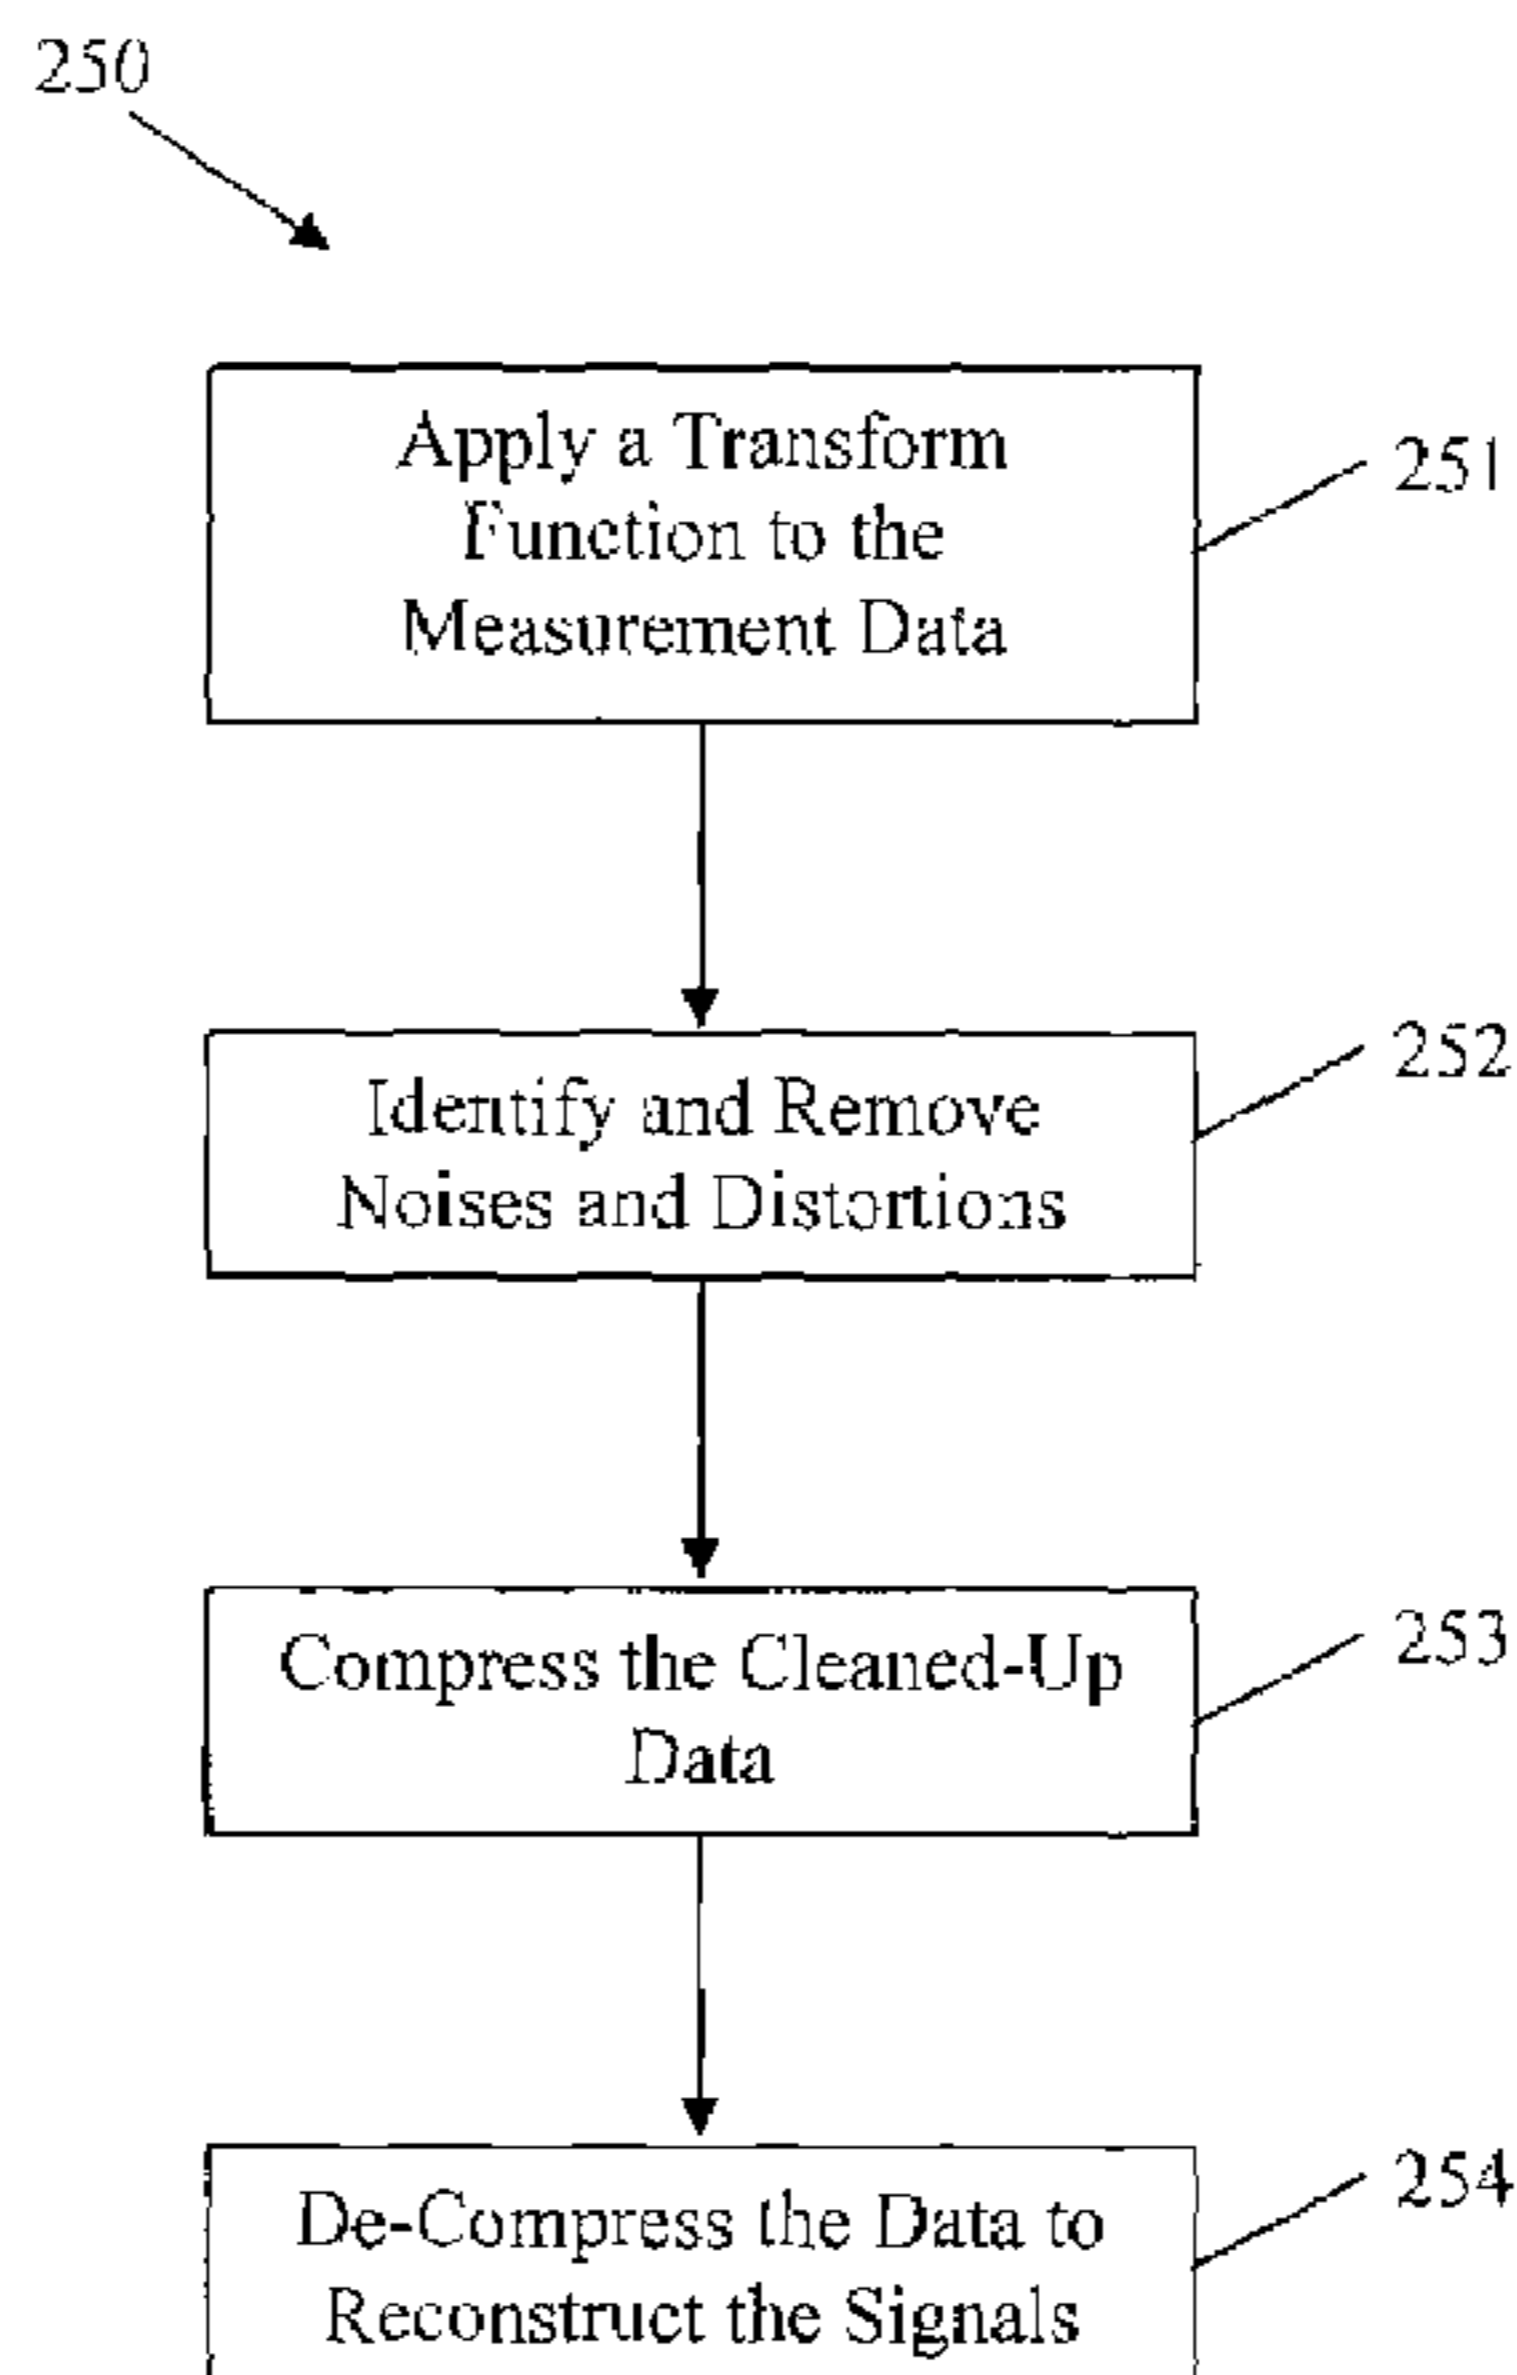 250
Apply a Transform
Function to the
Measurement Data
251
Identify and Remove
Noises and Distortions
252
Compress the Cleaned-Up
Data
253
De-Compress the Data to
Reconstruct the Signals
254